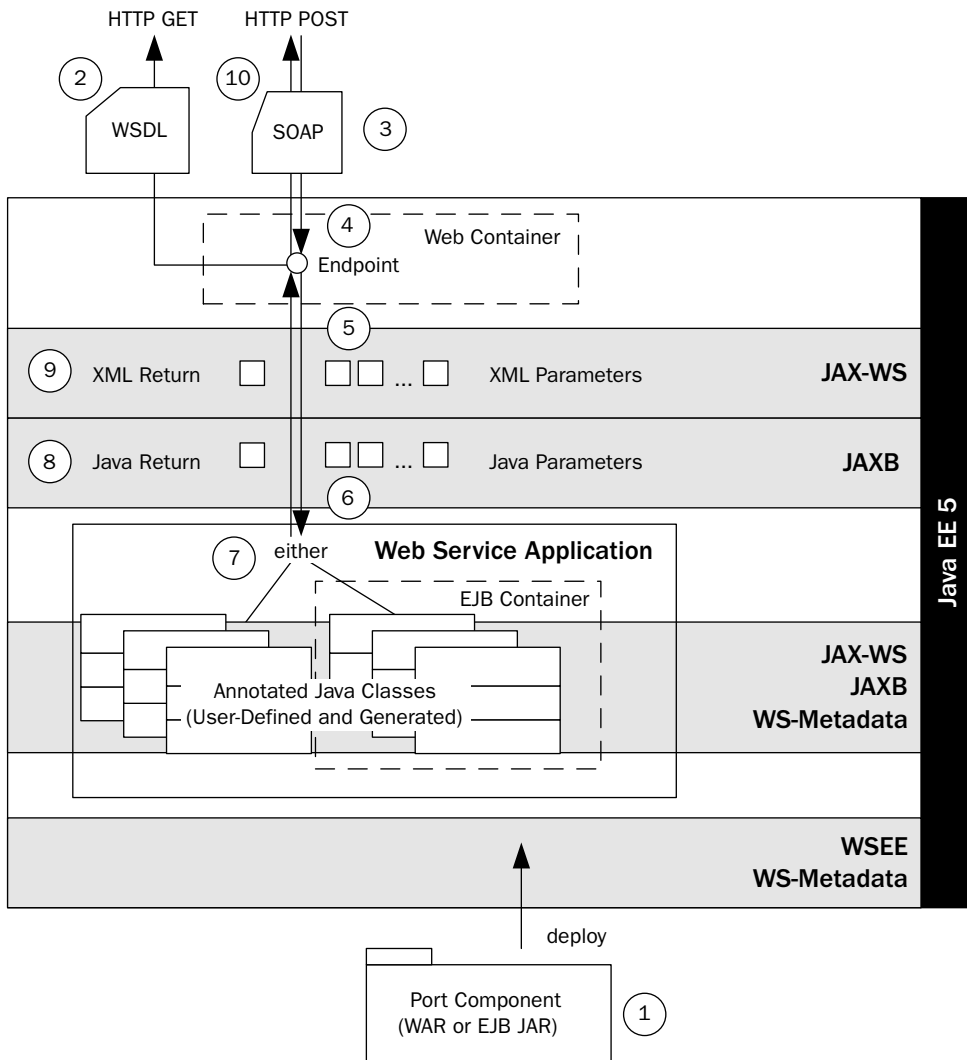 HTTP GET
HTTP POST
2
10
WSDL
SOAP
3
4
Web Container
Endpoint
5
9
XML Return
...
XML Parameters
JAX-WS
8
Java Return
...
Java Parameters
JAXB
6
7
either
Web Service Application
EJB Container
Annotated Java Classes
(User-Defined and Generated)
JAX-WS
JAXB
WS-Metadata
WSEE
WS-Metadata
Java EE 5
deploy
Port Component
(WAR or EJB JAR)
1